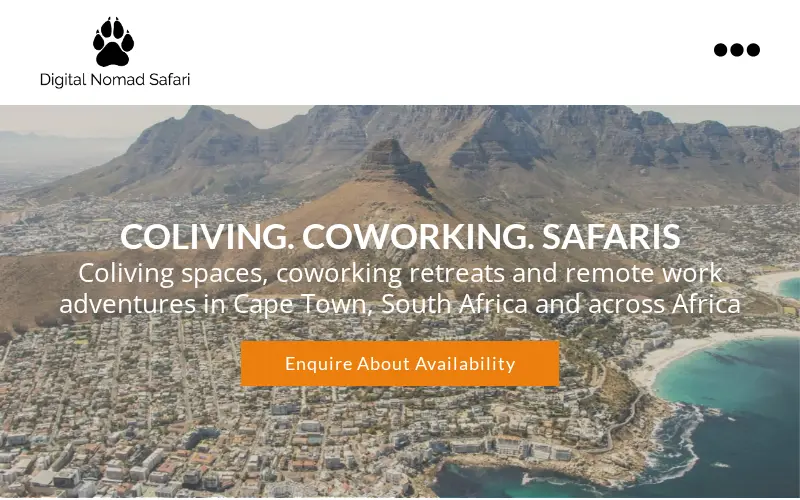 Digital Nomad Safari
COLIVING. COWORKING. SAFARIS
Coliving spaces, coworking retreats and remote work
adventures in Cape Town, South Africa and across Africa
Enquire About Availability